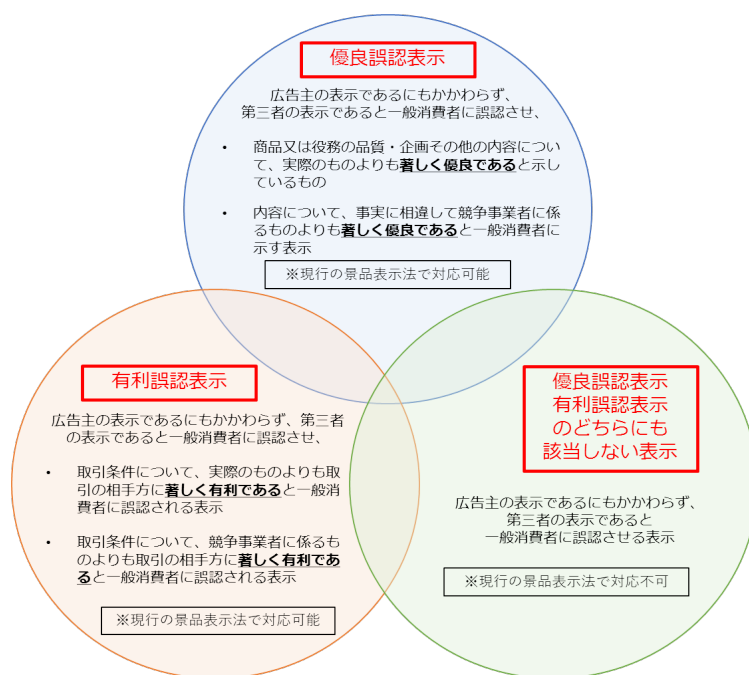 優良誤認表示
広告主の表示であるにもかかわらず、
第三者の表示であると一般消費者に誤認させ、
• 商品又は役務の品質・企画その他の内容につい
て、実際のものよりも著しく優良であると示し
ているもの
• 内容について、事実に相違して競争事業者に係
るものよりも著しく優良であると一般消費者に
示す表示
※現行の景品表示法で対応可能
有利誤認表示
広告主の表示であるにもかかわらず、第三者
の表示であると一般消費者に誤認させ、
• 取引条件について、実際のものよりも取
引の相手方に著しく有利であると一般消
費者に誤認される表示
• 取引条件について、競争事業者に係るも
のよりも取引の相手方に著しく有利であ
ると一般消費者に誤認される表示
※現行の景品表示法で対応可能
優良誤認表示
有利誤認表示
のどちらにも
該当しない表示
広告主の表示であるにもかかわらず、
第三者の表示であると
一般消費者に誤認させる表示
※現行の景品表示法で対応不可